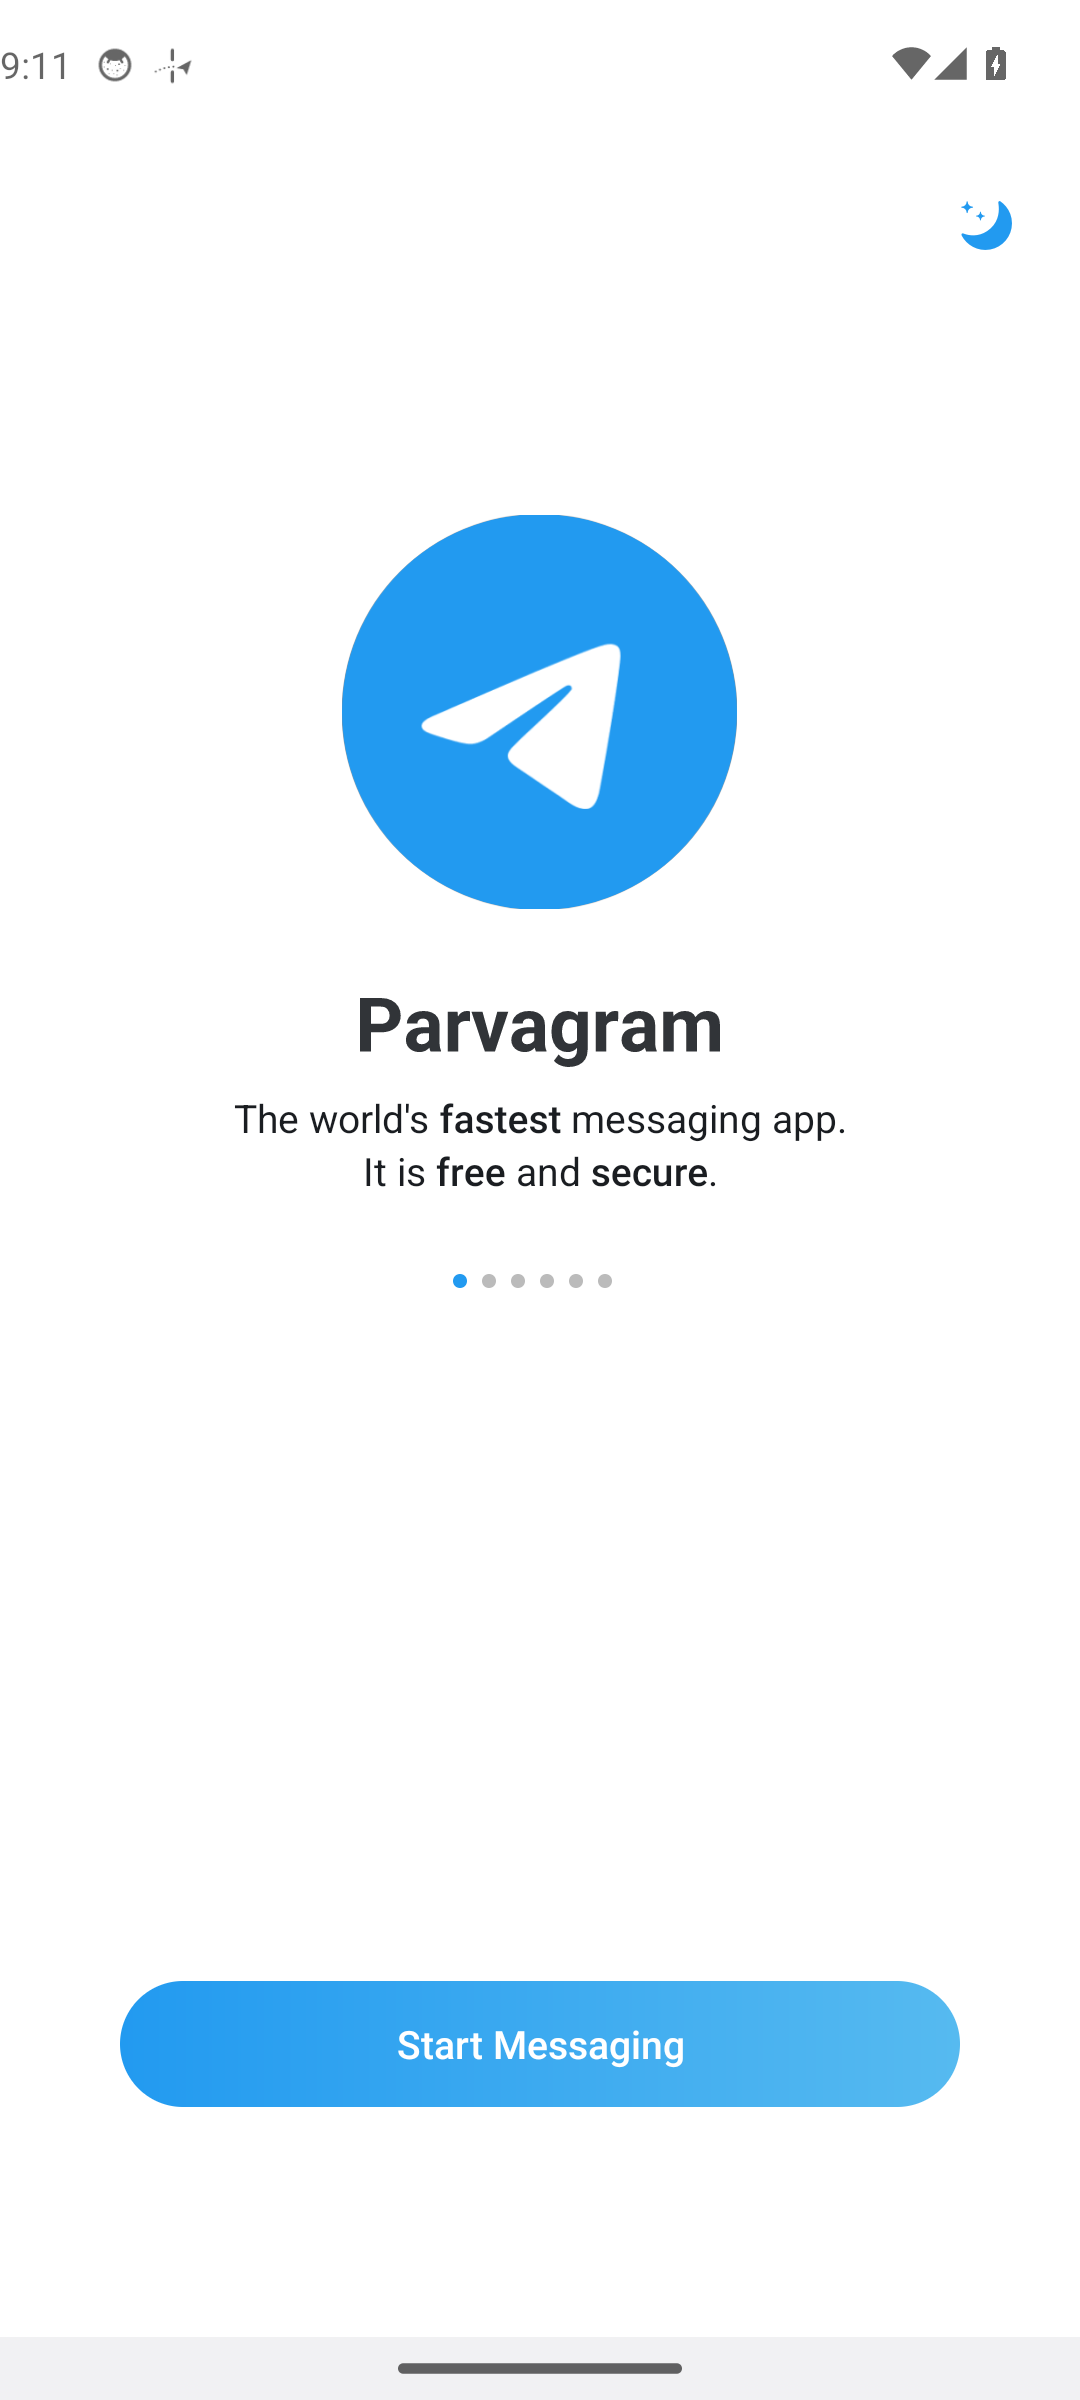 9:11
Parvagram
The world's fastest messaging app.
It is free and secure.
Start Messaging